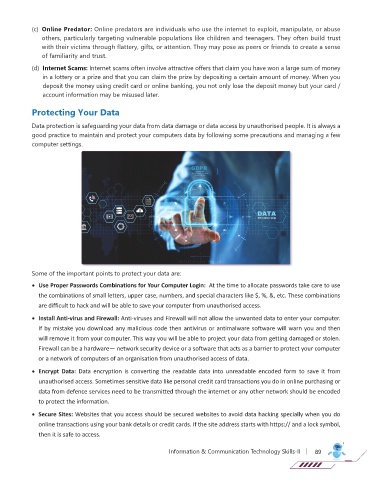 (c) Online Predator: Online predators are individuals who use the internet to exploit, manipulate, or abuse
others, particularly targeting vulnerable populations like children and teenagers. They often build trust
with their victims through flattery, gifts, or attention. They may pose as peers or friends to create a sense
of familiarity and trust.
(d) Internet Scams: Internet scams often involve attractive offers that claim you have won a large sum of money
in a lottery or a prize and that you can claim the prize by depositing a certain amount of money. When you
deposit the money using credit card or online banking, you not only lose the deposit money but your card /
account information may be misused later.
Protecting Your Data
Data protection is safeguarding your data from data damage or data access by unauthorised people. It is always a
good practice to maintain and protect your computers data by following some precautions and managing a few
computer settings.
GDPR
DATA
Some of the important points to protect your data are:
• Use Proper Passwords Combinations for Your Computer Login: At the time to allocate passwords take care to use
the combinations of small letters, upper case, numbers, and special characters like $, %, &, etc. These combinations
are difficult to hack and will be able to save your computer from unauthorised access.
• Install Anti-virus and Firewall: Anti-viruses and Firewall will not allow the unwanted data to enter your computer.
If by mistake you download any malicious code then antivirus or antimalware software will warn you and then
will remove it from your computer. This way you will be able to project your data from getting damaged or stolen.
Firewall can be a hardware— network security device or a software that acts as a barrier to protect your computer
or a network of computers of an organisation from unauthorised access of data.
• Encrypt Data: Data encryption is converting the readable data into unreadable encoded form to save it from
unauthorised access. Sometimes sensitive data like personal credit card transactions you do in online purchasing or
data from defence services need to be transmitted through the internet or any other network should be encoded
to protect the information.
• Secure Sites: Websites that you access should be secured websites to avoid data hacking specially when you do
online transactions using your bank details or credit cards. If the site address starts with https:// and a lock symbol,
then it is safe to access.
Information & Communication Technology Skills-II | 89